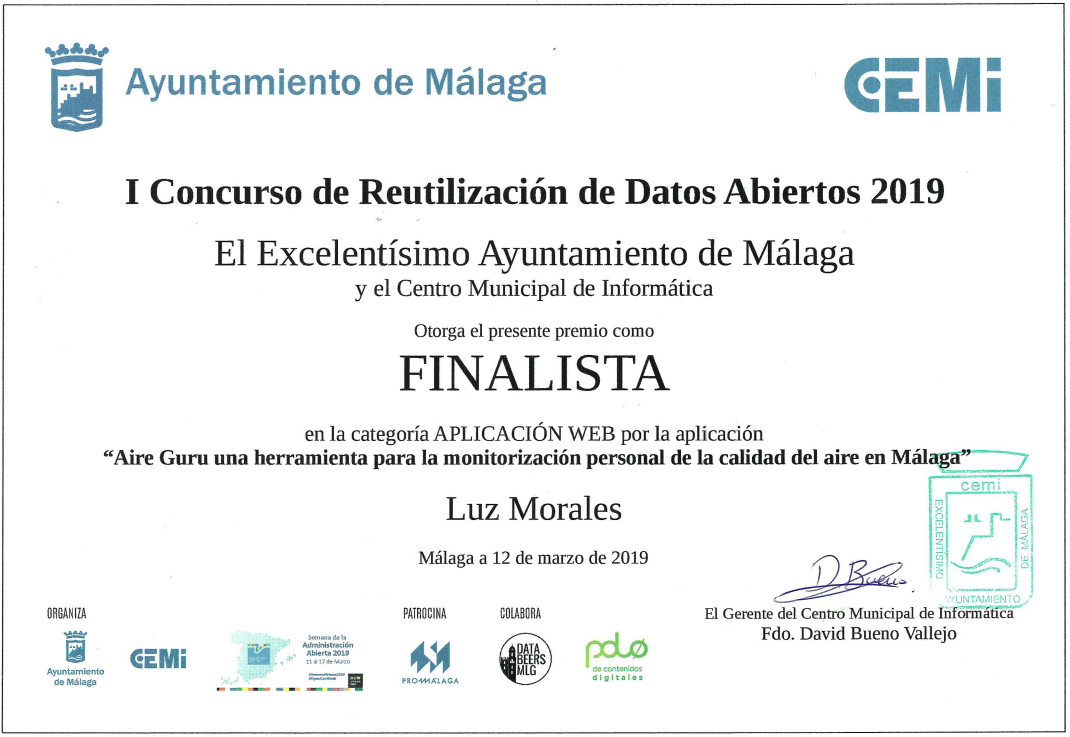 Ayuntamiento de Málaga
CEMi
I Concurso de Reutilización de Datos Abiertos 2019
El Excelentísimo Ayuntamiento de Málaga
y el Centro Municipal de Informática
Otorga el presente premio como
FINALISTA
en la categoría APLICACIÓN WEB por la aplicación
“Aire Guru una herramienta para la monitorización personal de la calidad del aire en Málaga”
Luz Morales
Málaga a 12 de marzo de 2019
cemi
EXCELENTÍSIMO
AYUNTAMIENTO
DE MÁLAGA
D. Bueno
El Gerente del Centro Municipal de Informática
Fdo. David Bueno Vallejo
ORGANIZA
Ayuntamiento
de Málaga
CEMi
Semana de la
Administración
Abierta 2019
11 al 17 de Marzo
PATROCINA
PROMÁLAGA
COLABORA
DATA
BEERS
MLG
polo
de contenidos
digitales